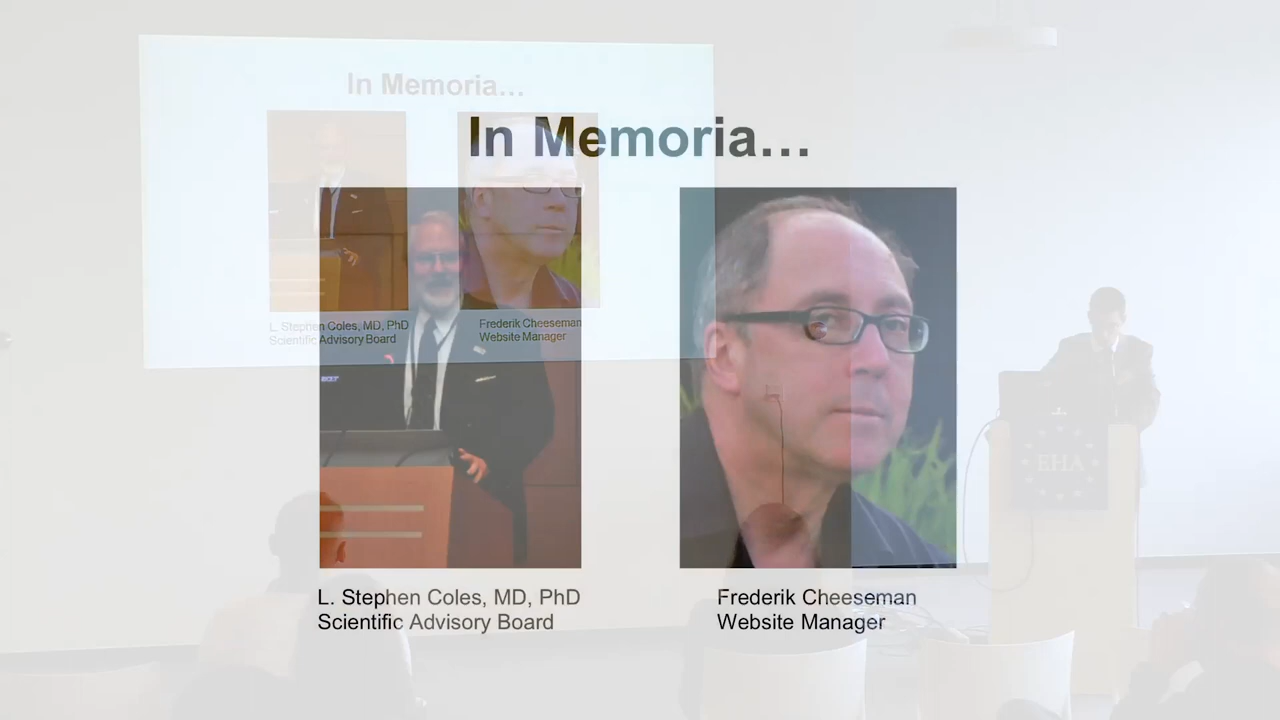 In Memoria…
In Memoria…
L. Stephen Coles, MD, PhD
Scientific Advisory Board
Frederik Cheeseman
Website Manager
EHA
L. Stephen Coles, MD, PhD
Scientific Advisory Board
Frederik Cheeseman
Website Manager